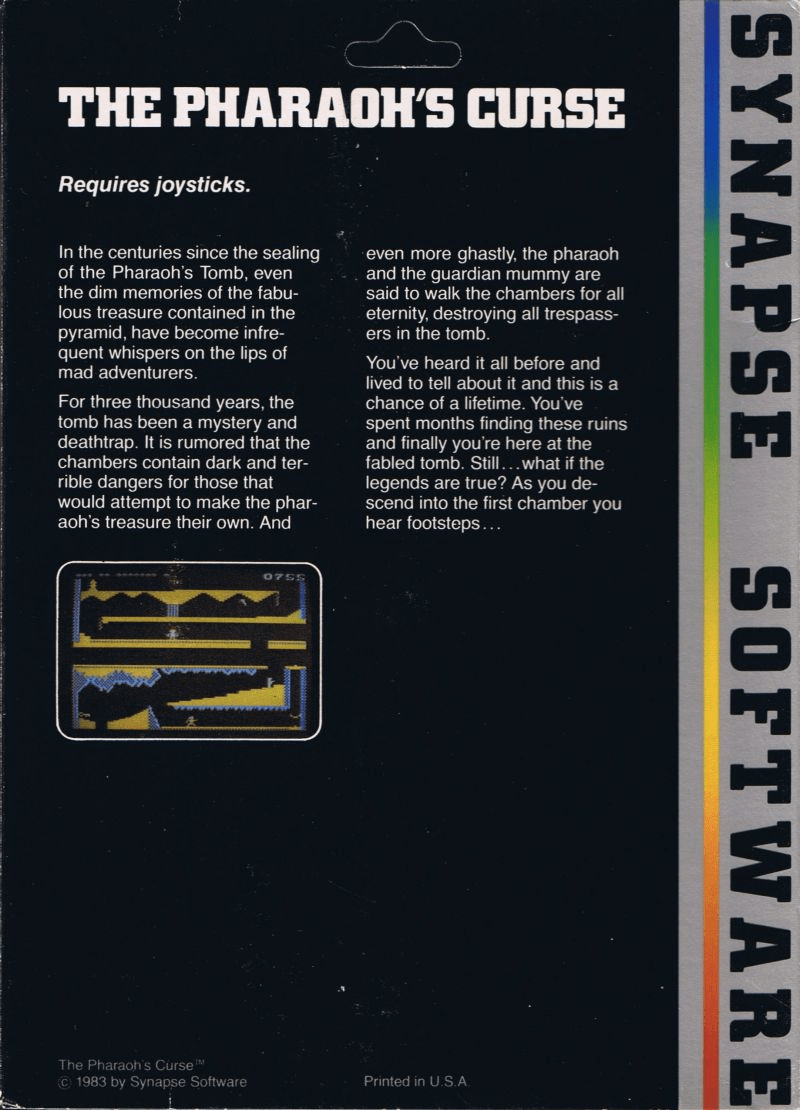 THE PHARAOH'S CURSE
Requires joysticks.
In the centuries since the sealing
of the Pharaoh's Tomb, even
the dim memories of the fabu-
lous treasure contained in the
pyramid, have become infre-
quent whispers on the lips of
mad adventurers.
For three thousand years, the
tomb has been a mystery and
deathtrap. It is rumored that the
chambers contain dark and ter-
rible dangers for those that
would attempt to make the phar-
aoh's treasure their own. And
even more ghastly, the pharaoh
and the guardian mummy are
said to walk the chambers for all
eternity, destroying all trespass-
ers in the tomb.
You've heard it all before and
lived to tell about it and this is a
chance of a lifetime. You've
spent months finding these ruins
and finally you're here at the
fabled tomb. Still...what if the
legends are true? As you de-
scend into the first chamber you
hear footsteps...
0755
The Pharaoh's Curse™
© 1983 by Synapse Software
Printed in U.S.A.
SYNAPSE SOFTWARE